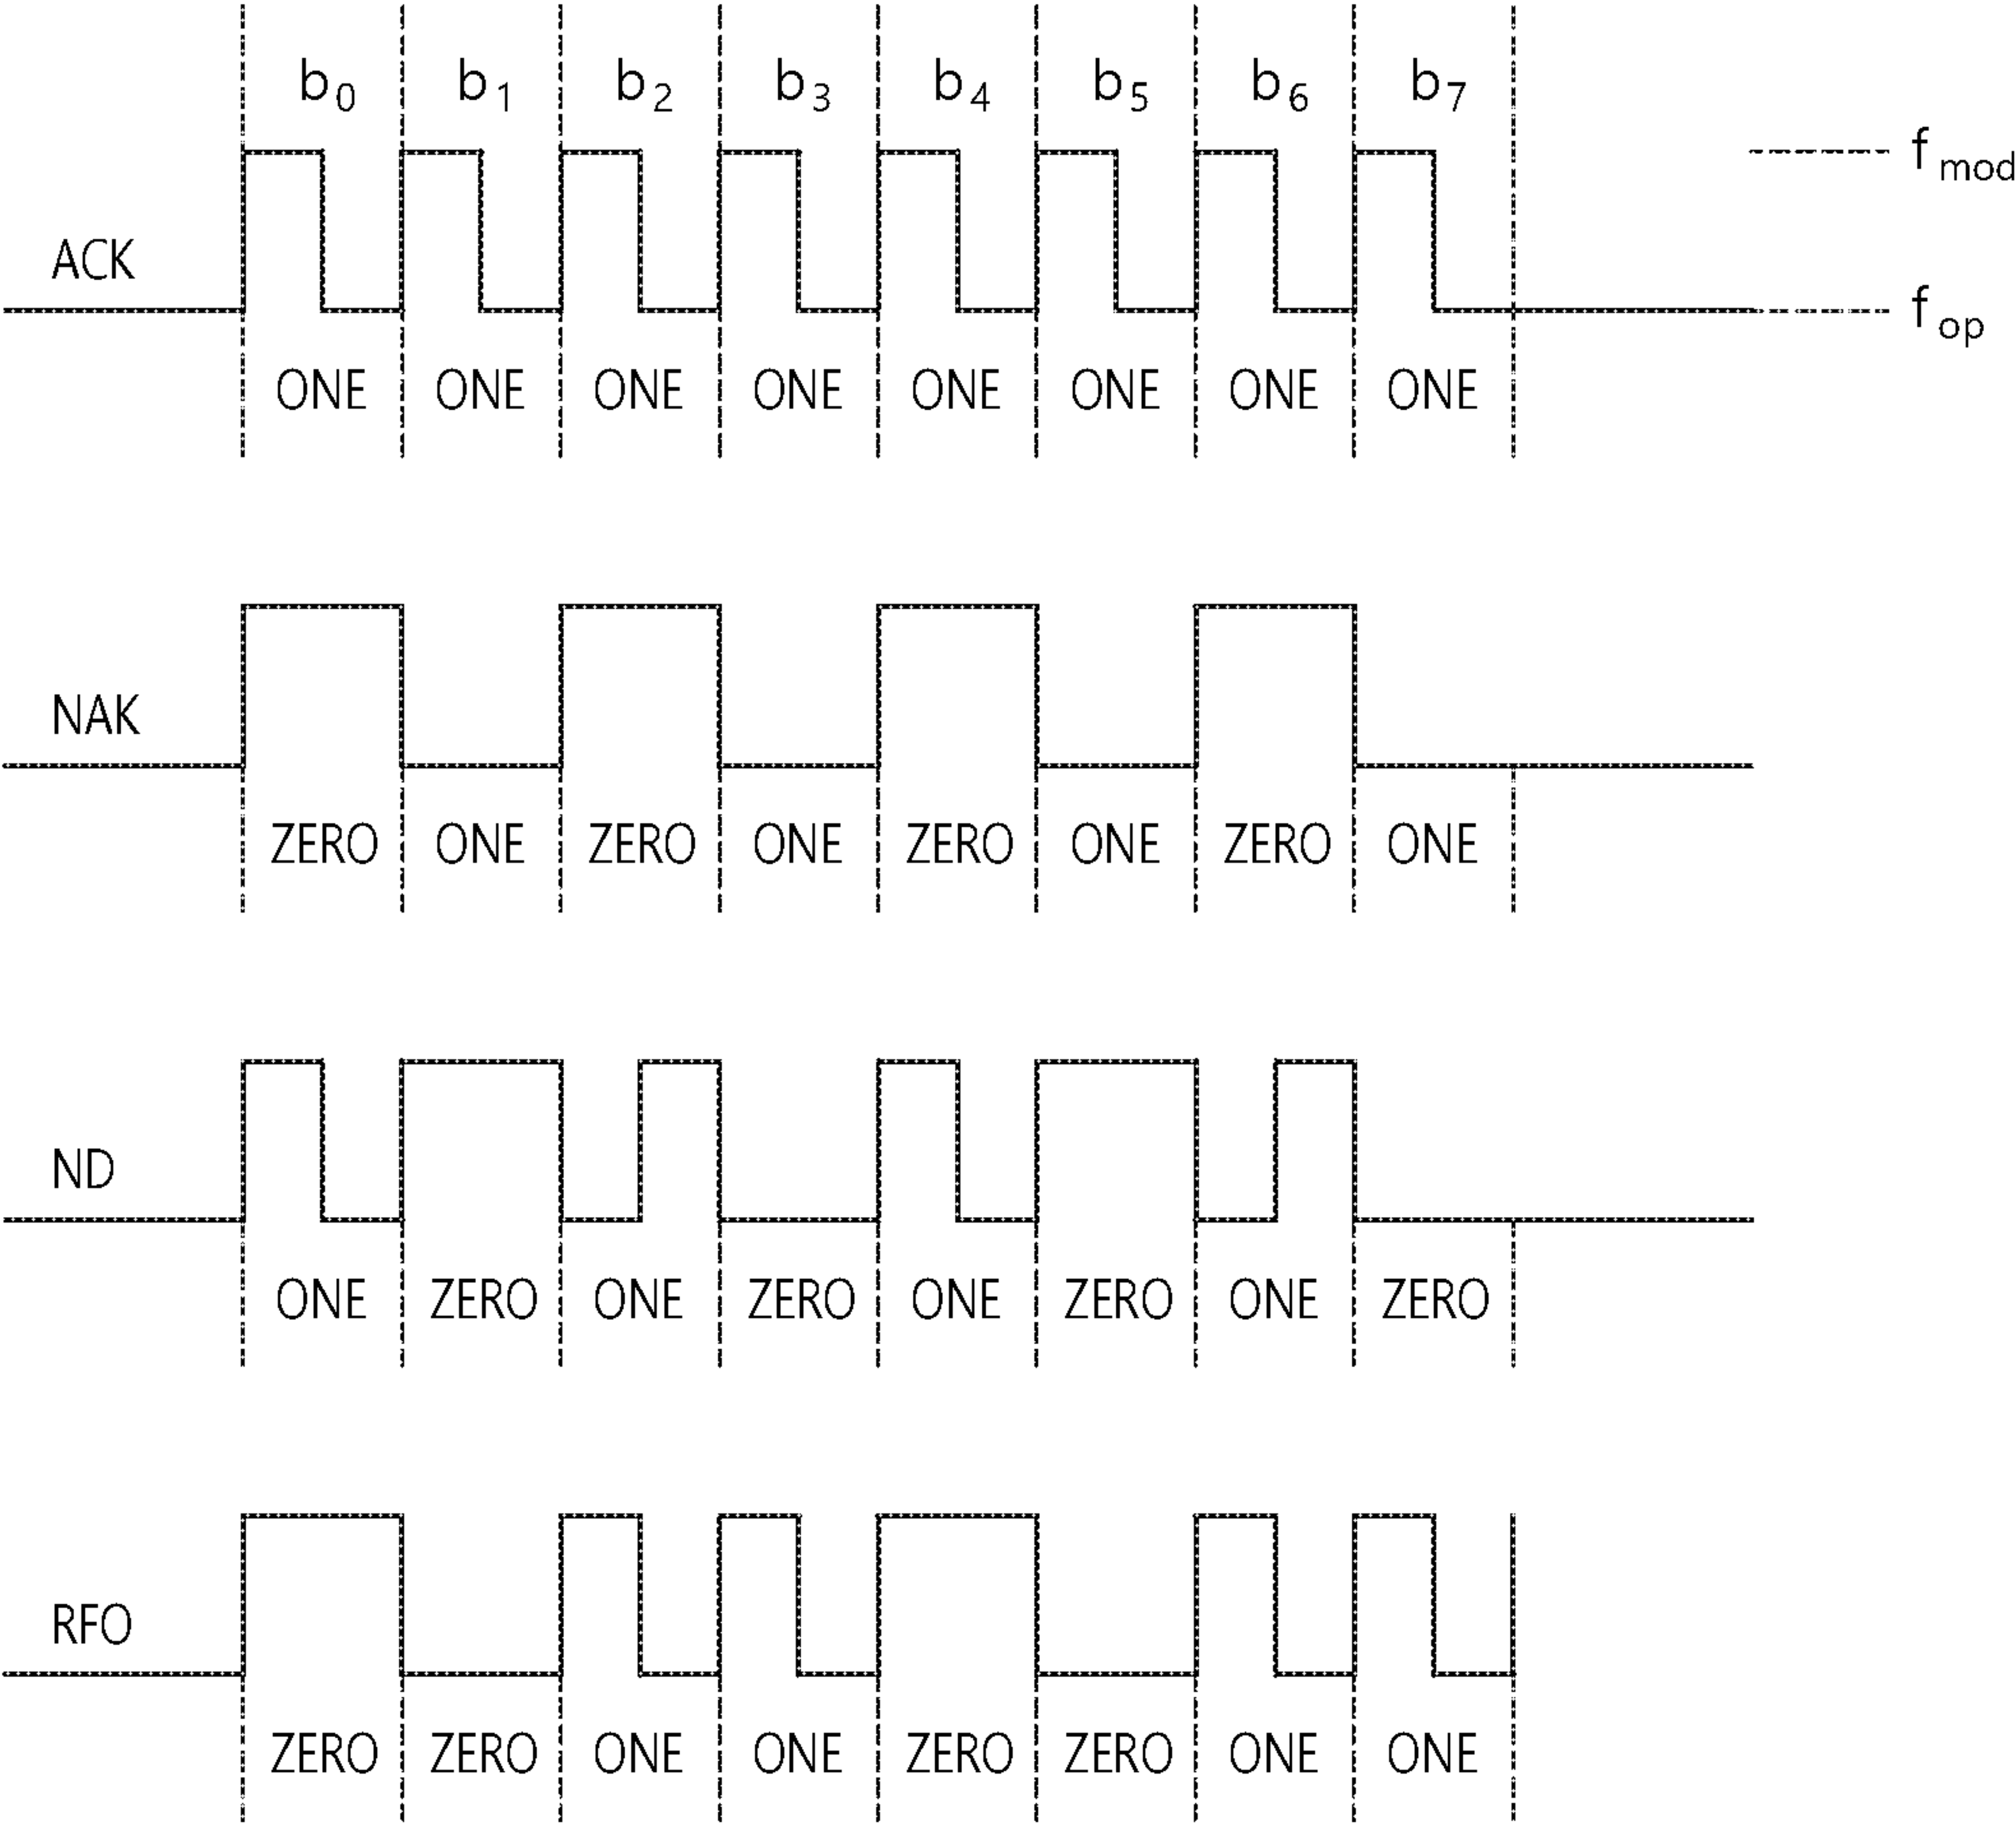 b0 b1 b2 b3 b4 b5 b6 b7
fmod
ACK
fop
ONE ONE ONE ONE ONE ONE ONE ONE
NAK
ZERO ONE ZERO ONE ZERO ONE ZERO ONE
ND
ONE ZERO ONE ZERO ONE ZERO ONE ZERO
RFO
ZERO ZERO ONE ONE ZERO ZERO ONE ONE